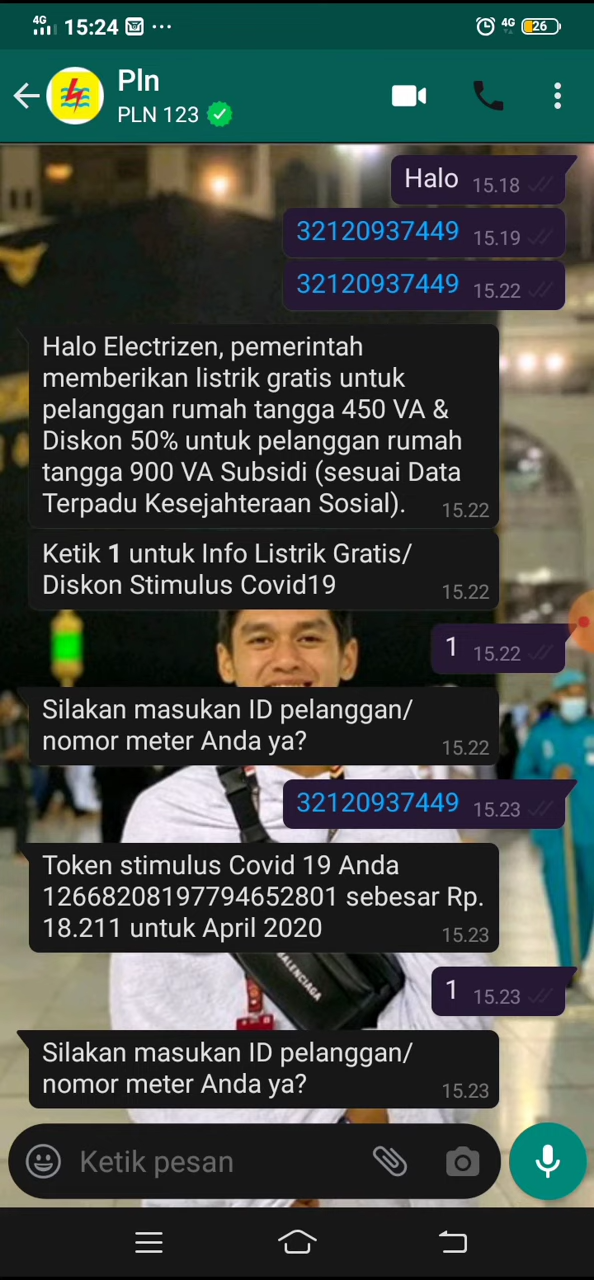 4G 15:24 ... 4G 26
Pln
PLN 123
Halo 15.18
32120937449 15.19
32120937449 15.22
Halo Electrizen, pemerintah
memberikan listrik gratis untuk
pelanggan rumah tangga 450 VA &
Diskon 50% untuk pelanggan rumah
tangga 900 VA Subsidi (sesuai Data
Terpadu Kesejahteraan Sosial). 15.22
Ketik 1 untuk Info Listrik Gratis/
Diskon Stimulus Covid19 15.22
1 15.22
Silakan masukan ID pelanggan/
nomor meter Anda ya? 15.22
32120937449 15.23
Token stimulus Covid 19 Anda
12668208197794652801 sebesar Rp.
18.211 untuk April 2020 15.23
BALENCIAGA
1 15.23
Silakan masukan ID pelanggan/
nomor meter Anda ya? 15.23
Ketik pesan